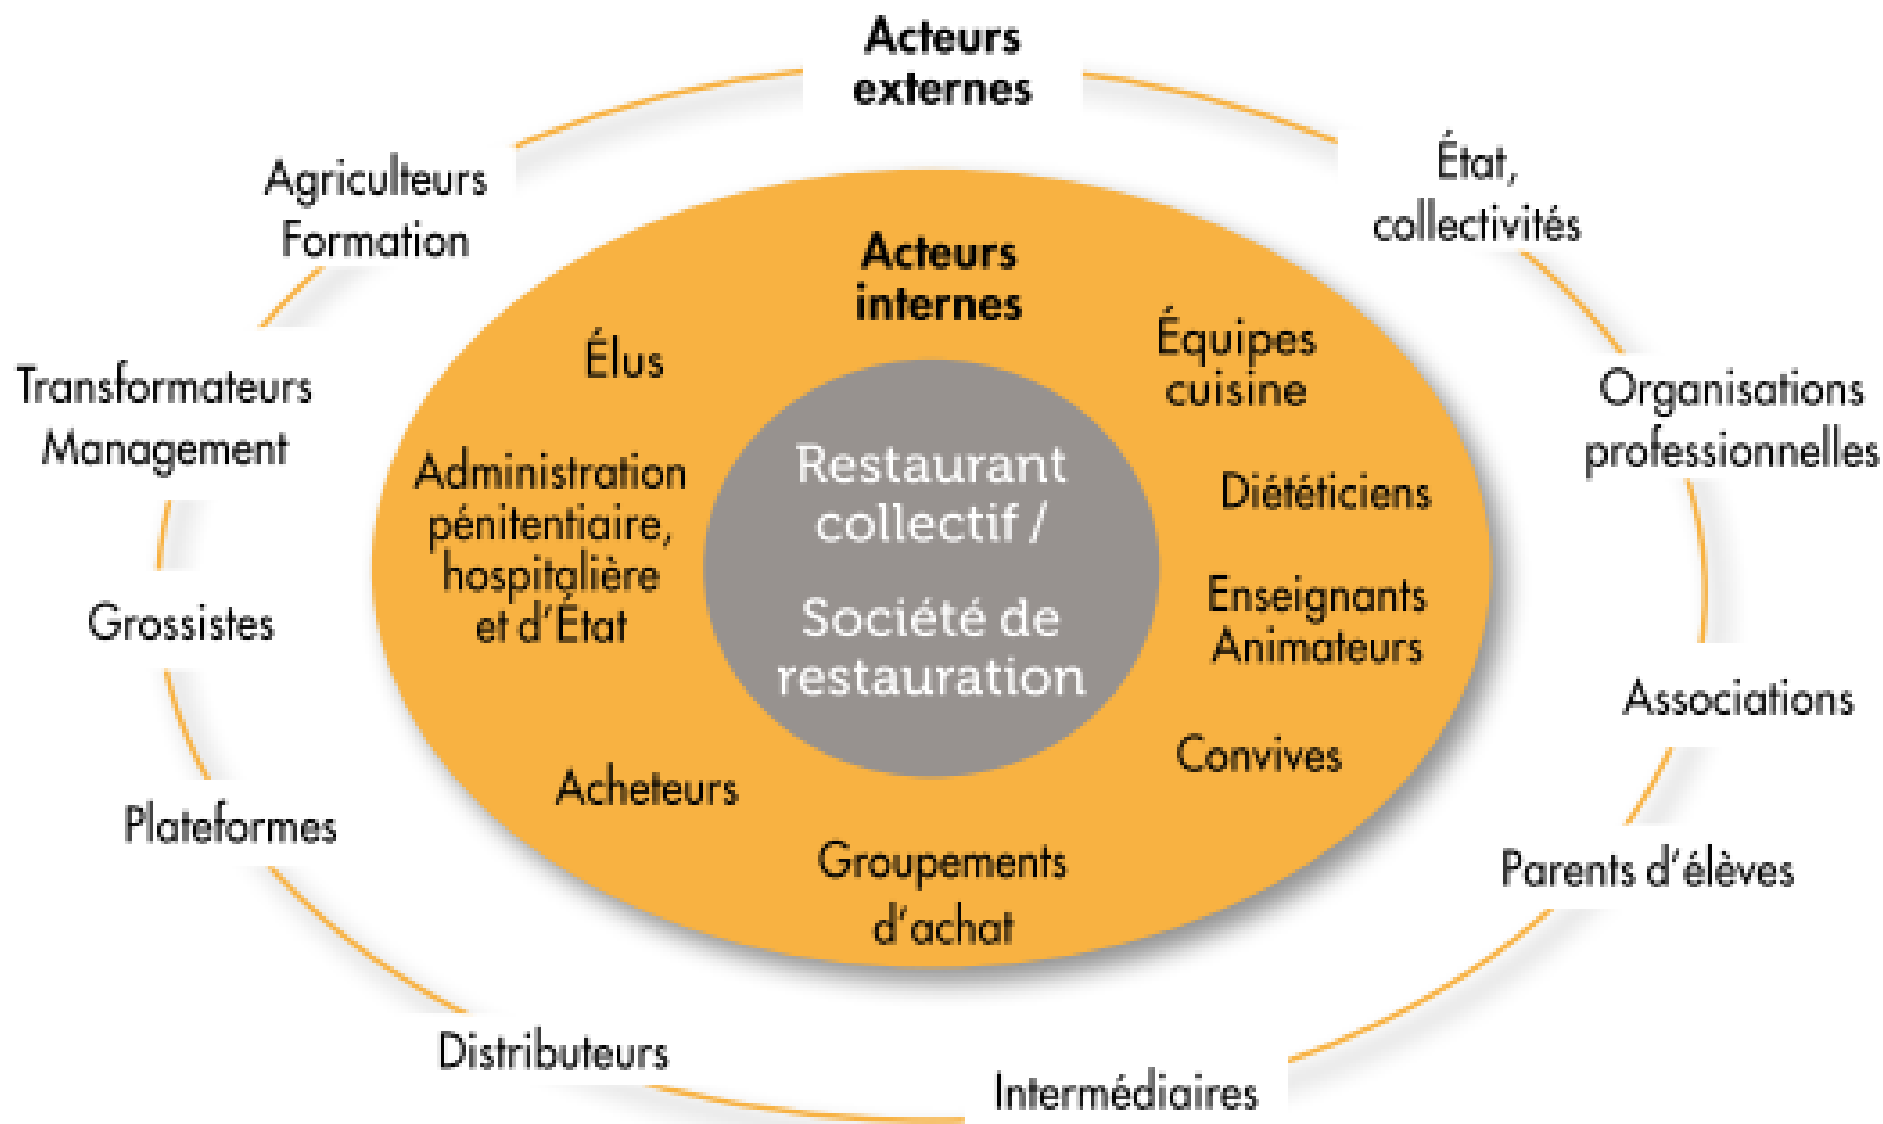 Acteurs
externes
Agriculteurs
Formation
État,
collectivités
Transformateurs
Management
Organisations
professionnelles
Grossistes
Associations
Plateformes
Parents d'élèves
Distributeurs
Intermédiaires
Acteurs
internes
Élus
Équipes
cuisine
Administration
pénitentiaire,
hospitalière
et d'État
Diététiciens
Enseignants
Animateurs
Convives
Acheteurs
Groupements
d'achat
Restaurant
collectif /
Société de
restauration